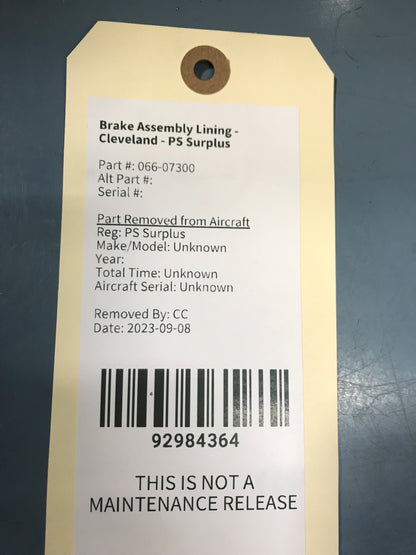 Brake Assembly Lining -
Cleveland - PS Surplus
Part #: 066-07300
Alt Part #:
Serial #:
Part Removed from Aircraft
Reg: PS Surplus
Make/Model: Unknown
Year:
Total Time: Unknown
Aircraft Serial: Unknown
Removed By: CC
Date: 2023-09-08
92984364
THIS IS NOT A
MAINTENANCE RELEASE